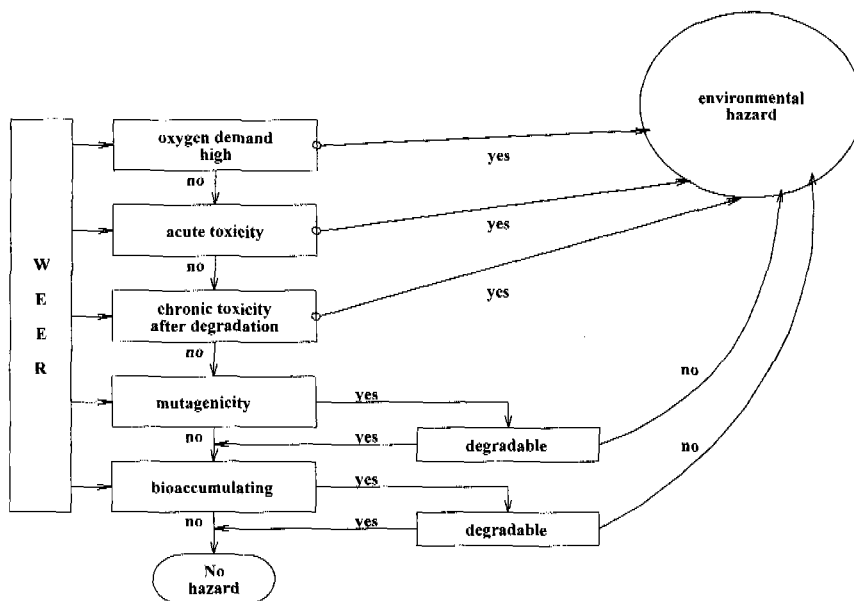 environmental
hazard
oxygen demand
high
yes
no
acute toxicity
yes
no
chronic toxicity
after degradation
yes
no
W
E
E
R
mutagenicity
yes
degradable
no
no
yes
bioaccumulating
yes
degradable
no
no
yes
No
hazard